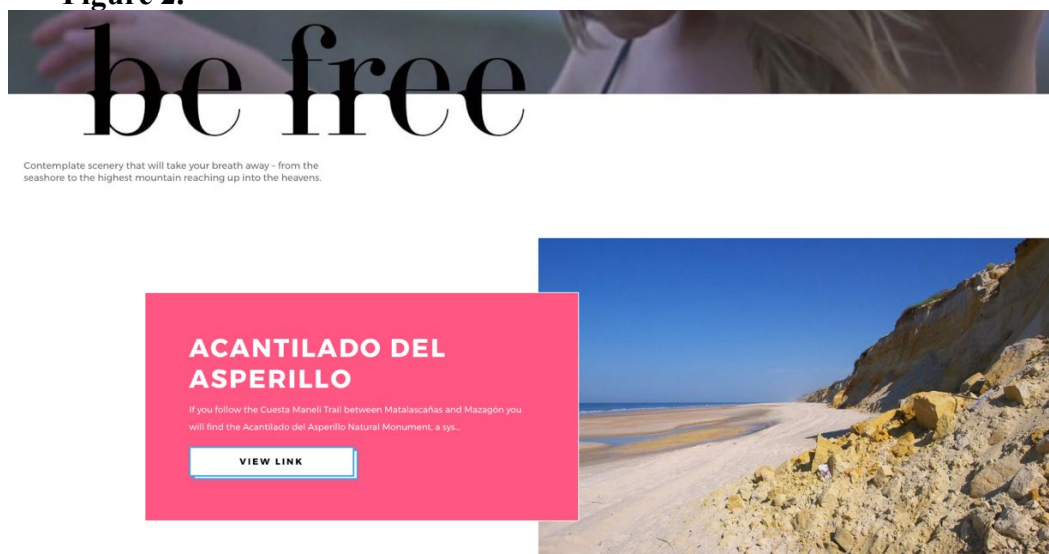 Figure 2.
be free
Contemplate scenery that will take your breath away – from the
seashore to the highest mountain reaching up into the heavens.
ACANTILADO DEL
ASPERILLO
If you follow the Cuesta Maneli Trail between Matalascañas and Mazagón you
will find the Acantilado del Asperillo Natural Monument, a sys...
VIEW LINK